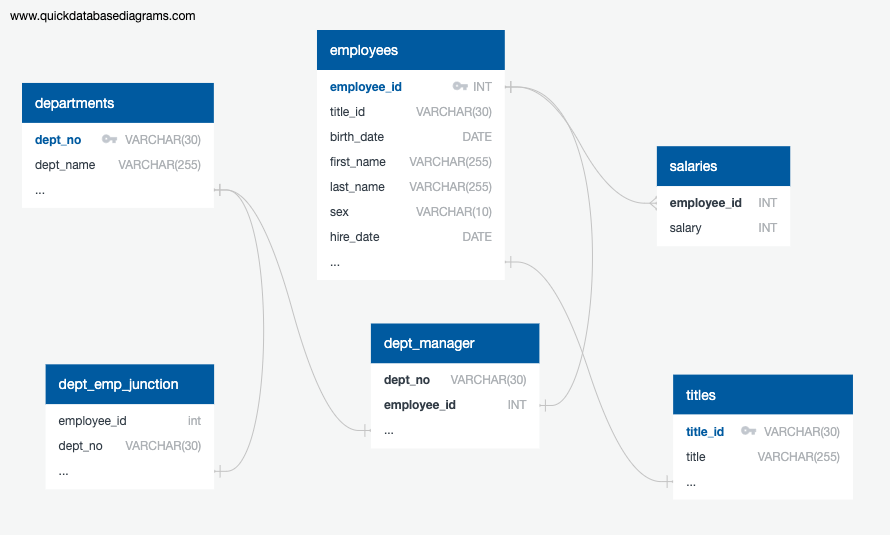 www.quickdatabasediagrams.com
employees
employee_id INT
title_id VARCHAR(30)
birth_date DATE
first_name VARCHAR(255)
last_name VARCHAR(255)
sex VARCHAR(10)
hire_date DATE
...
departments
dept_no VARCHAR(30)
dept_name VARCHAR(255)
...
salaries
employee_id INT
salary INT
dept_manager
dept_no VARCHAR(30)
employee_id INT
...
dept_emp_junction
employee_id int
dept_no VARCHAR(30)
...
titles
title_id VARCHAR(30)
title VARCHAR(255)
...